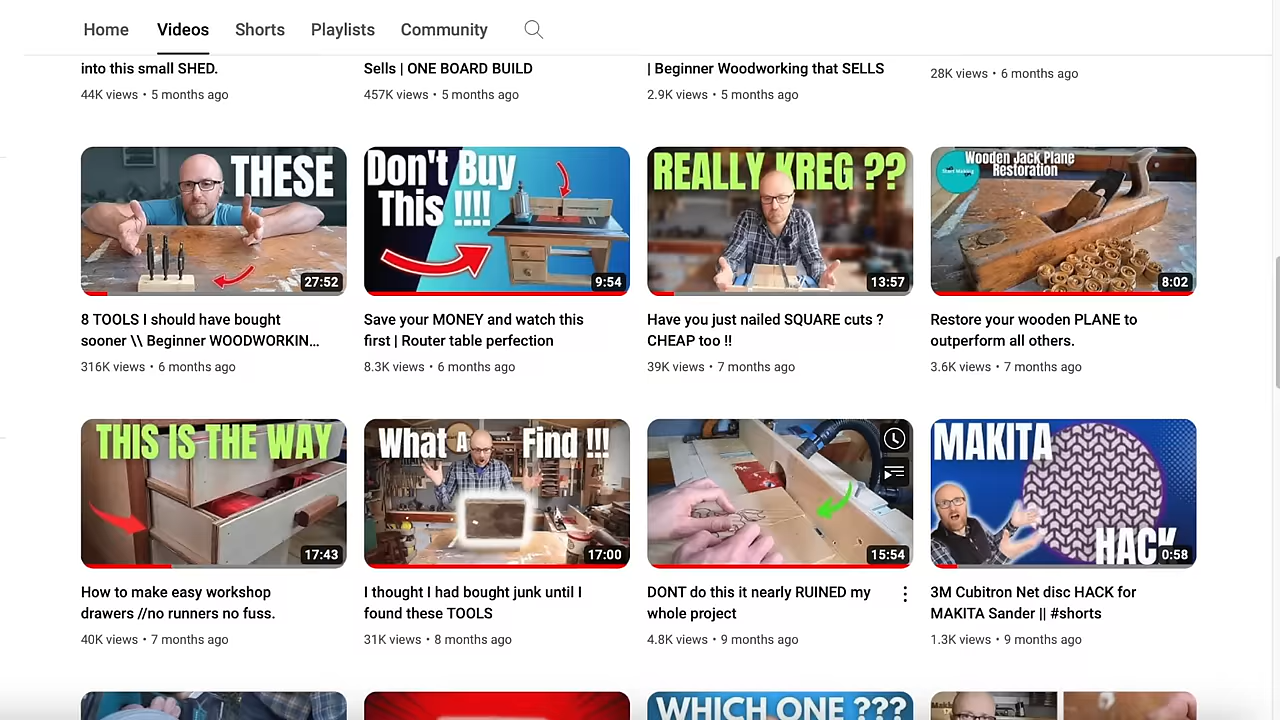 Home Videos Shorts Playlists Community
into this small SHED.
44K views • 5 months ago
Sells | ONE BOARD BUILD
457K views • 5 months ago
| Beginner Woodworking that SELLS
2.9K views • 5 months ago
28K views • 6 months ago
THESE
27:52
8 TOOLS I should have bought
sooner \\ Beginner WOODWORKIN...
316K views • 6 months ago
Don't Buy
This !!!!
9:54
Save your MONEY and watch this
first | Router table perfection
8.3K views • 6 months ago
REALLY KREG ??
13:57
Have you just nailed SQUARE cuts ?
CHEAP too !!
39K views • 7 months ago
Wooden Jack Plane
Restoration
Start Making
8:02
Restore your wooden PLANE to
outperform all others.
3.6K views • 7 months ago
THIS IS THE WAY
17:43
How to make easy workshop
drawers //no runners no fuss.
40K views • 7 months ago
What A Find !!!
17:00
I thought I had bought junk until I
found these TOOLS
31K views • 8 months ago
15:54
DONT do this it nearly RUINED my
whole project
4.8K views • 9 months ago
MAKITA
HACK
0:58
3M Cubitron Net disc HACK for
MAKITA Sander || #shorts
1.3K views • 9 months ago
WHICH ONE ???